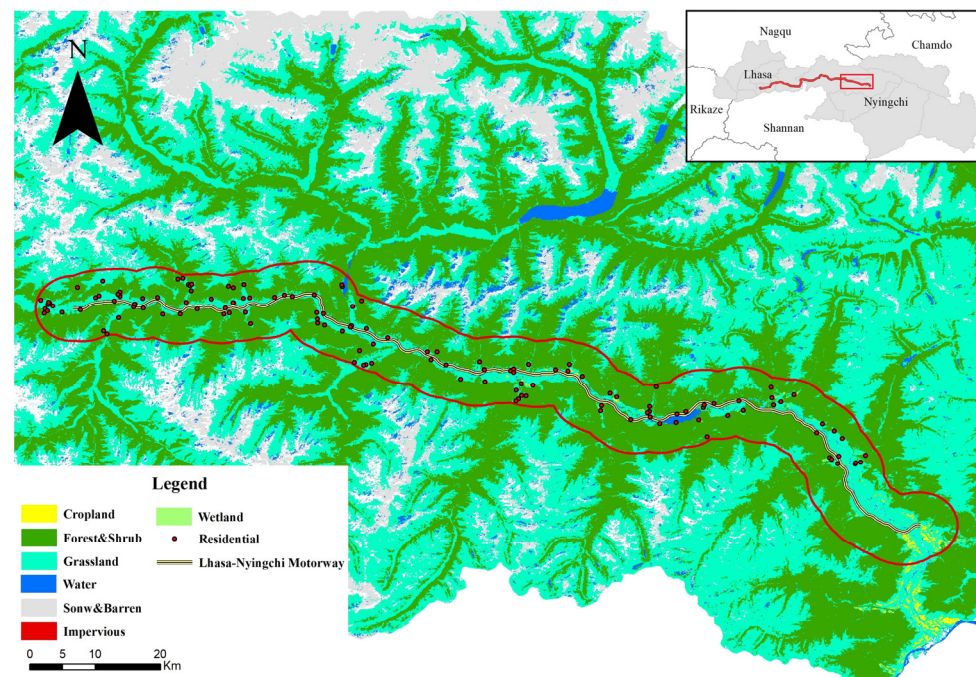 N
Nagqu
Chamdo
Lhasa
Nyingchi
Rikaze
Shannan
Legend
Cropland
Wetland
Forest&Shrub
Residential
Grassland
Lhasa-Nyingchi Motorway
Water
Sonw&Barren
Impervious
0 5 10 20
Km